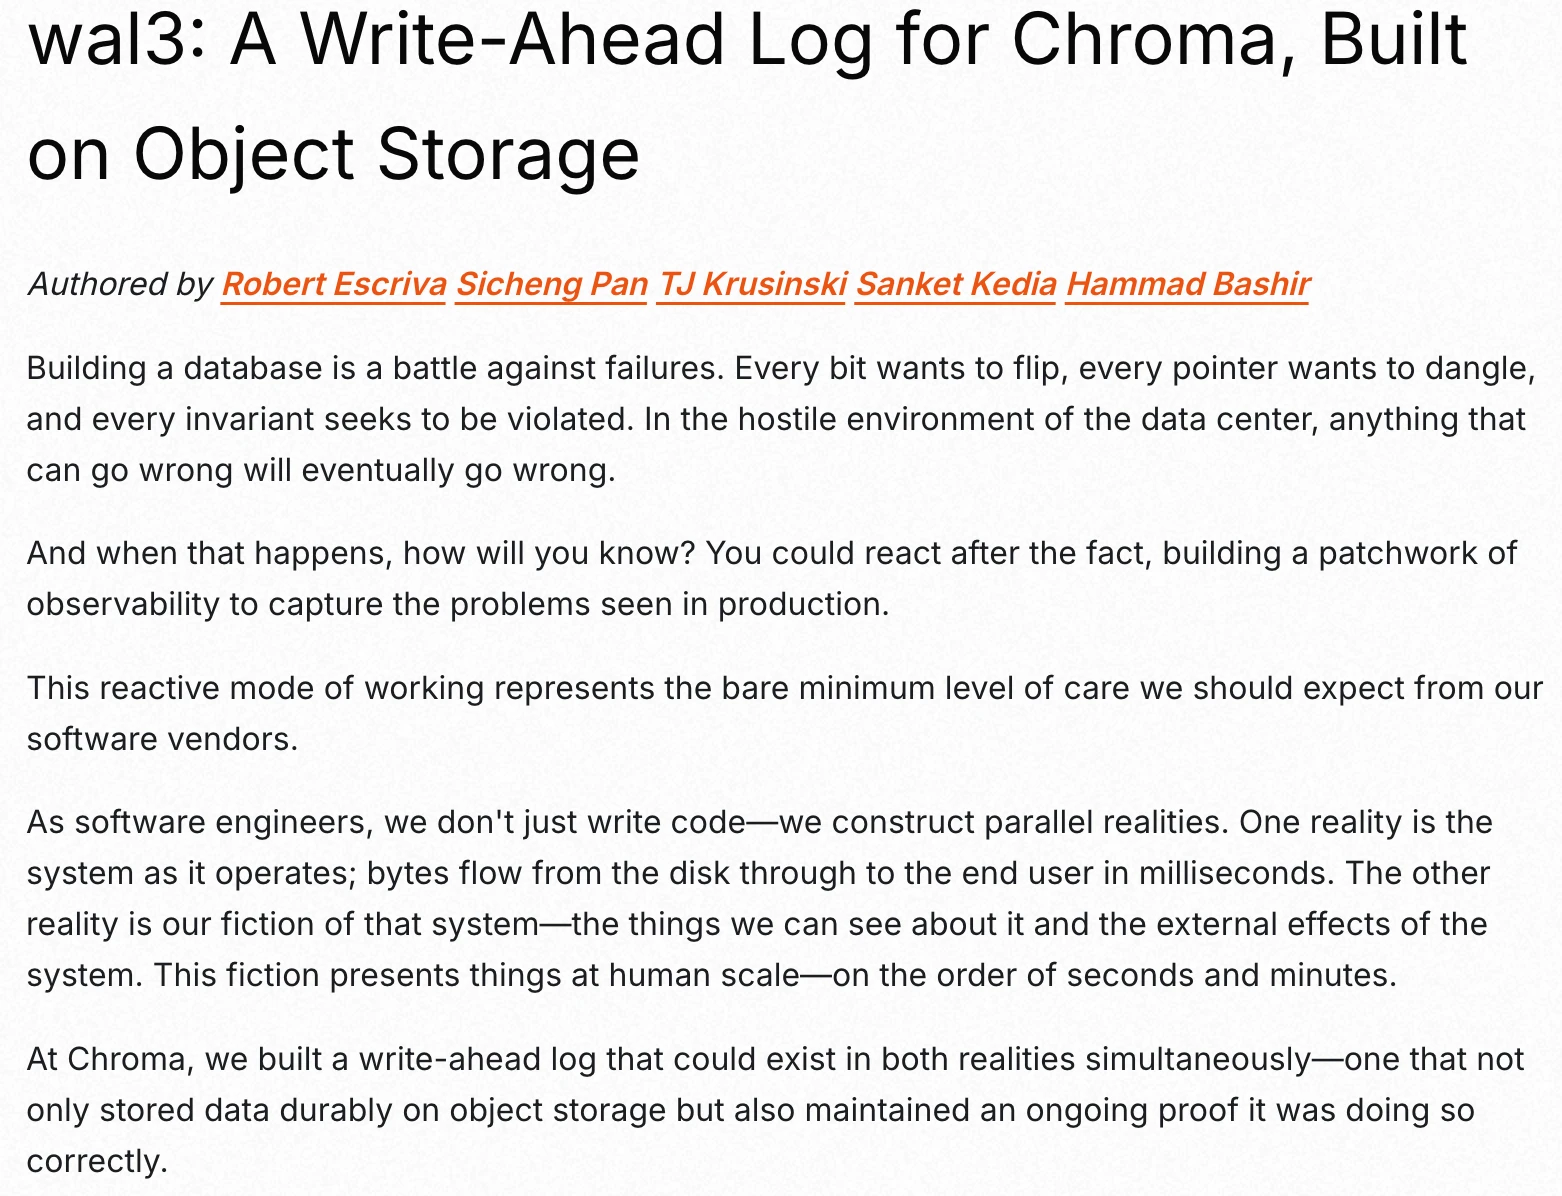 wal3: A Write-Ahead Log for Chroma, Built
on Object Storage
Authored by Robert Escriva Sicheng Pan TJ Krusinski Sanket Kedia Hammad Bashir
Building a database is a battle against failures. Every bit wants to flip, every pointer wants to dangle,
and every invariant seeks to be violated. In the hostile environment of the data center, anything that
can go wrong will eventually go wrong.
And when that happens, how will you know? You could react after the fact, building a patchwork of
observability to capture the problems seen in production.
This reactive mode of working represents the bare minimum level of care we should expect from our
software vendors.
As software engineers, we don't just write code—we construct parallel realities. One reality is the
system as it operates; bytes flow from the disk through to the end user in milliseconds. The other
reality is our fiction of that system—the things we can see about it and the external effects of the
system. This fiction presents things at human scale—on the order of seconds and minutes.
At Chroma, we built a write-ahead log that could exist in both realities simultaneously—one that not
only stored data durably on object storage but also maintained an ongoing proof it was doing so
correctly.